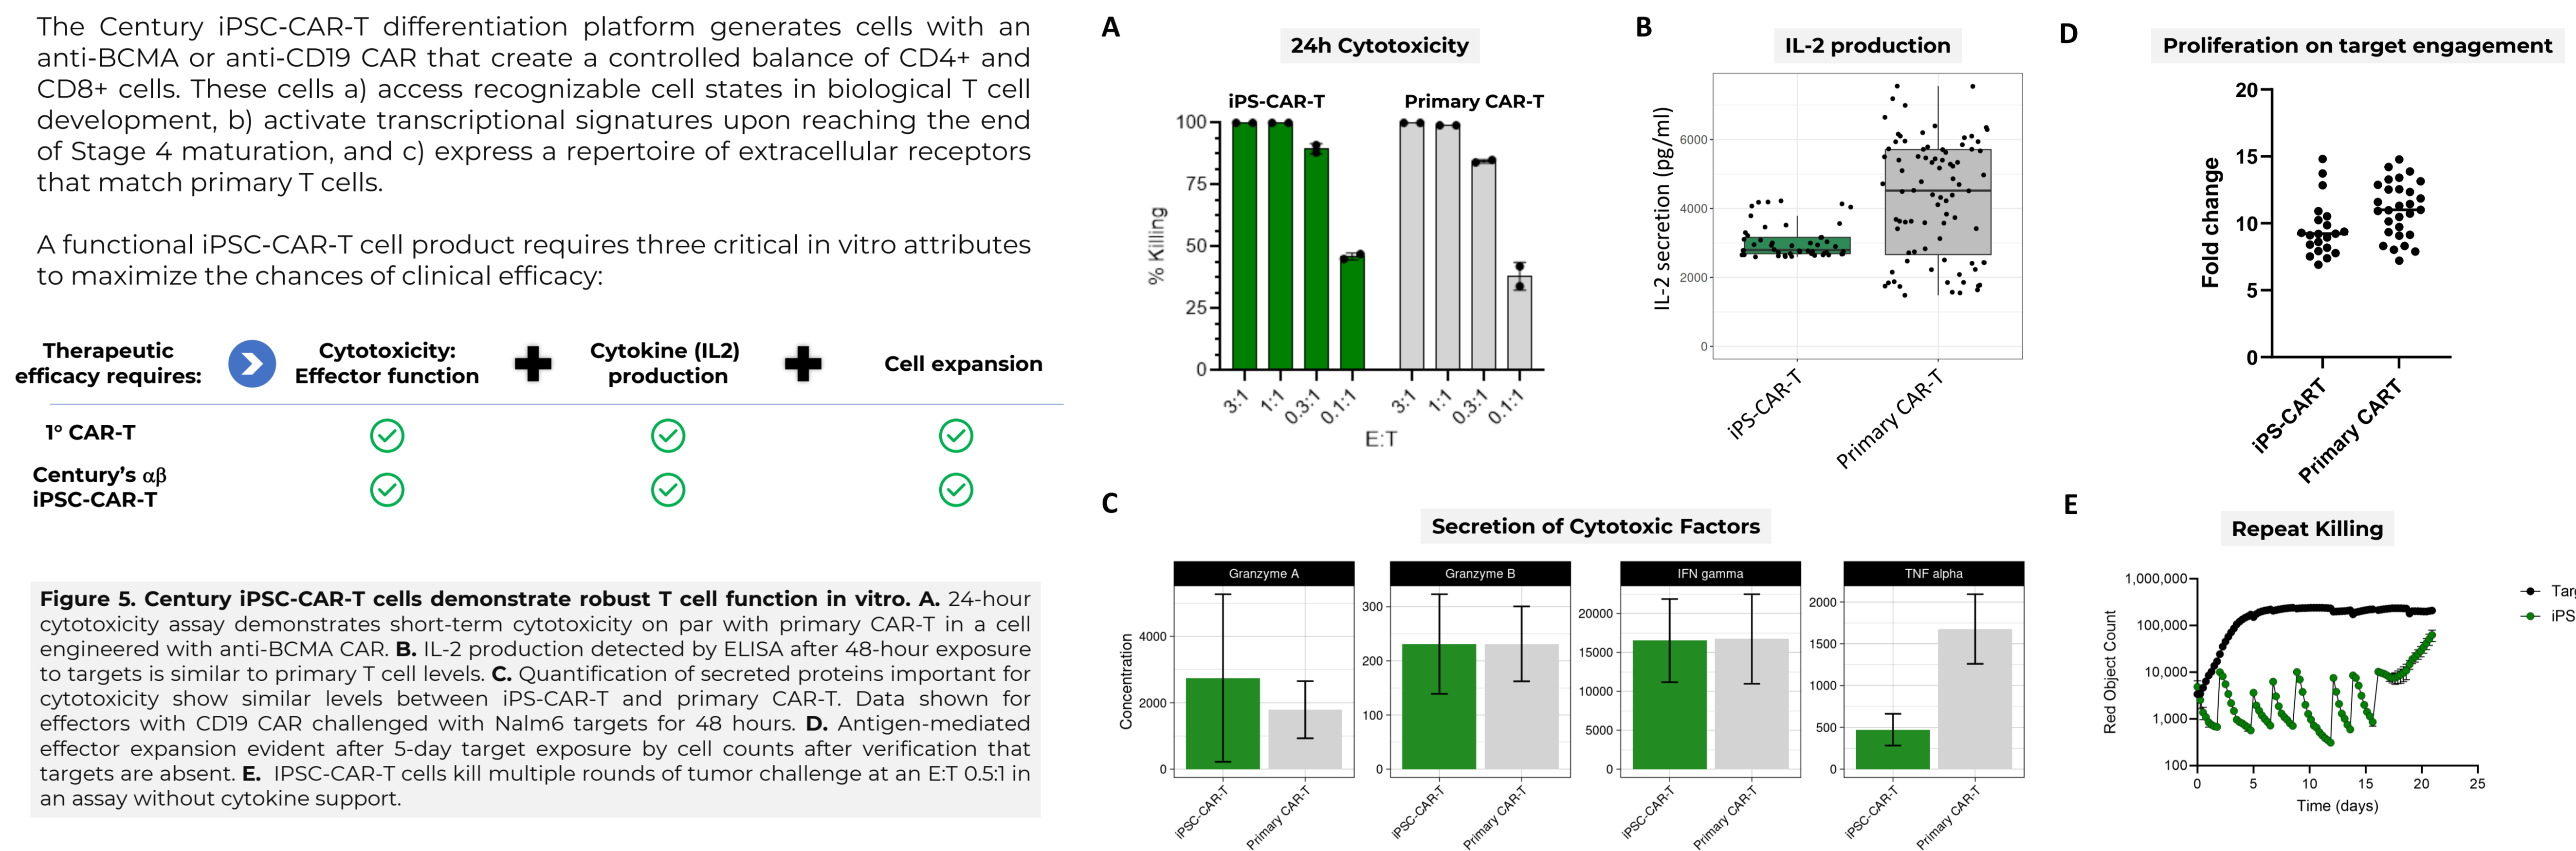 The Century iPSC-CAR-T differentiation platform generates cells with an
anti-BCMA or anti-CD19 CAR that create a controlled balance of CD4+ and
CD8+ cells. These cells a) access recognizable cell states in biological T cell
development, b) activate transcriptional signatures upon reaching the end
of Stage 4 maturation, and c) express a repertoire of extracellular receptors
that match primary T cells.
A functional iPSC-CAR-T cell product requires three critical in vitro attributes
to maximize the chances of clinical efficacy:
Therapeutic
efficacy requires:
Cytotoxicity:
Effector function
Cytokine (IL2)
production
Cell expansion
1° CAR-T
Century's αβ
iPSC-CAR-T
Figure 5. Century iPSC-CAR-T cells demonstrate robust T cell function in vitro. A. 24-hour
cytotoxicity assay demonstrates short-term cytotoxicity on par with primary CAR-T in a cell
engineered with anti-BCMA CAR. B. IL-2 production detected by ELISA after 48-hour exposure
to targets is similar to primary T cell levels. C. Quantification of secreted proteins important for
cytotoxicity show similar levels between iPS-CAR-T and primary CAR-T. Data shown for
effectors with CD19 CAR challenged with Nalm6 targets for 48 hours. D. Antigen-mediated
effector expansion evident after 5-day target exposure by cell counts after verification that
targets are absent. E. IPSC-CAR-T cells kill multiple rounds of tumor challenge at an E:T 0.5:1 in
an assay without cytokine support.
A
24h Cytotoxicity
iPS-CAR-T
Primary CAR-T
% Killing
100
75
50
25
0
3:1
1:1
0.3:1
0.1:1
3:1
1:1
0.3:1
0.1:1
E:T
B
IL-2 production
IL-2 secretion (pg/ml)
6000
4000
2000
0
iPS-CAR-T
Primary CAR-T
D
Proliferation on target engagement
Fold change
20
15
10
5
0
iPS-CART
Primary CART
C
Secretion of Cytotoxic Factors
Concentration
Granzyme A
4000
2000
0
iPSC-CAR-T
Primary CAR-T
Granzyme B
300
200
100
0
iPSC-CAR-T
Primary CAR-T
IFN gamma
20000
15000
10000
5000
0
iPSC-CAR-T
Primary CAR-T
TNF alpha
2000
1500
1000
500
0
iPSC-CAR-T
Primary CAR-T
E
Repeat Killing
Red Object Count
1,000,000
100,000
10,000
1,000
100
0
5
10
15
20
25
Time (days)
Targ
iPS